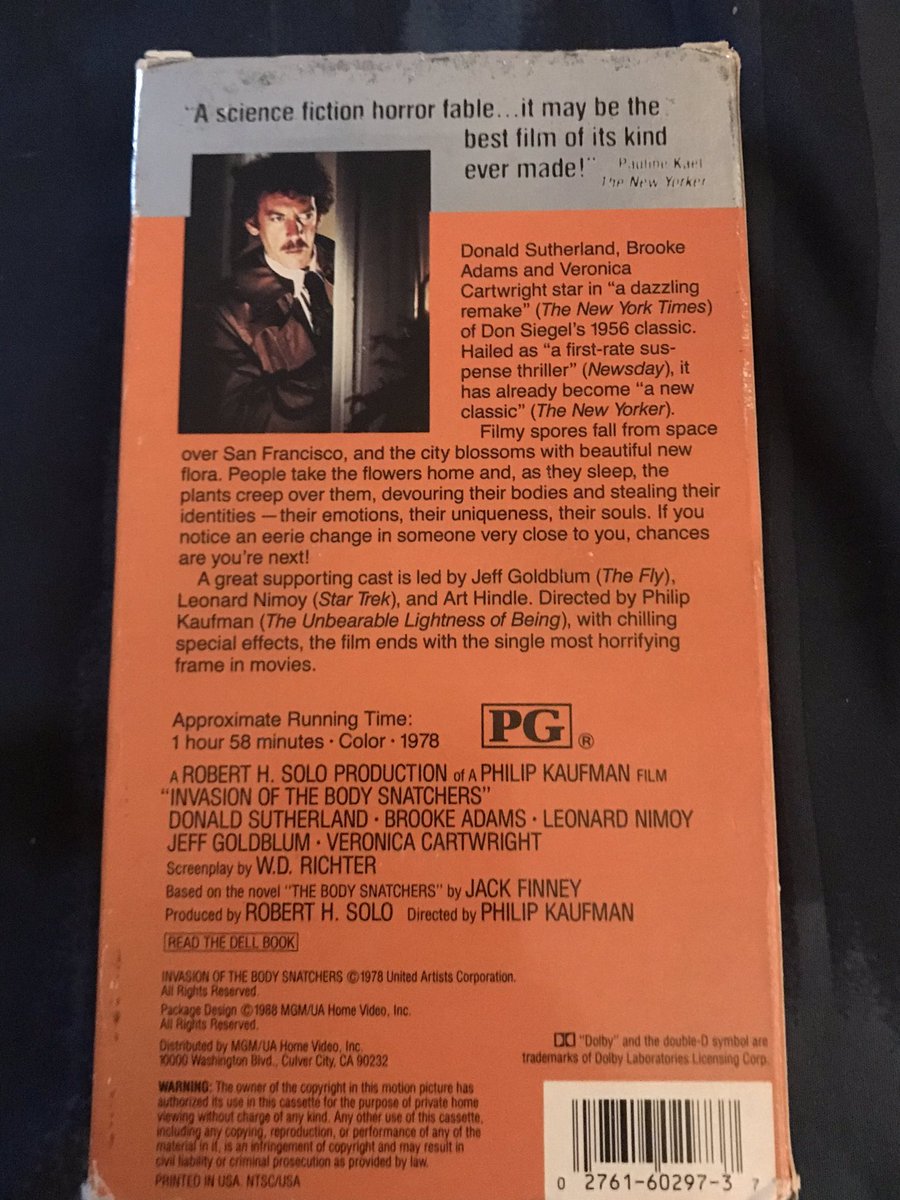 "A science fiction horror fable...it may be the
best film of its kind
ever made!" Pauline Kael
The New Yorker
Donald Sutherland, Brooke
Adams and Veronica
Cartwright star in "a dazzling
remake" (The New York Times)
of Don Siegel's 1956 classic.
Hailed as "a first-rate sus-
pense thriller" (Newsday), it
has already become "a new
classic" (The New Yorker).
Filmy spores fall from space
over San Francisco, and the city blossoms with beautiful new
flora. People take the flowers home and, as they sleep, the
plants creep over them, devouring their bodies and stealing their
identities — their emotions, their uniqueness, their souls. If you
notice an eerie change in someone very close to you, chances
are you're next!
A great supporting cast is led by Jeff Goldblum (The Fly),
Leonard Nimoy (Star Trek), and Art Hindle. Directed by Philip
Kaufman (The Unbearable Lightness of Being), with chilling
special effects, the film ends with the single most horrifying
frame in movies.
Approximate Running Time:
1 hour 58 minutes · Color · 1978
PG ®
A ROBERT H. SOLO PRODUCTION of A PHILIP KAUFMAN FILM
"INVASION OF THE BODY SNATCHERS"
DONALD SUTHERLAND · BROOKE ADAMS · LEONARD NIMOY
JEFF GOLDBLUM · VERONICA CARTWRIGHT
Screenplay by W.D. RICHTER
Based on the novel "THE BODY SNATCHERS" by JACK FINNEY
Produced by ROBERT H. SOLO Directed by PHILIP KAUFMAN
READ THE DELL BOOK
INVASION OF THE BODY SNATCHERS ©1978 United Artists Corporation.
All Rights Reserved.
Package Design ©1988 MGM/UA Home Video, Inc.
All Rights Reserved.
Distributed by MGM/UA Home Video, Inc.
10000 Washington Blvd., Culver City, CA 90232
"Dolby" and the double-D symbol are
trademarks of Dolby Laboratories Licensing Corp.
WARNING: The owner of the copyright in this motion picture has
authorized its use in this cassette for the purpose of private home
viewing without charge of any kind. Any other use of this cassette,
including any copying, reproduction, or performance of any of the
material in it, is an infringement of copyright and may result in
civil liability or criminal prosecution as provided by law.
PRINTED IN USA. NTSC/USA
0 2761-60297-3 7